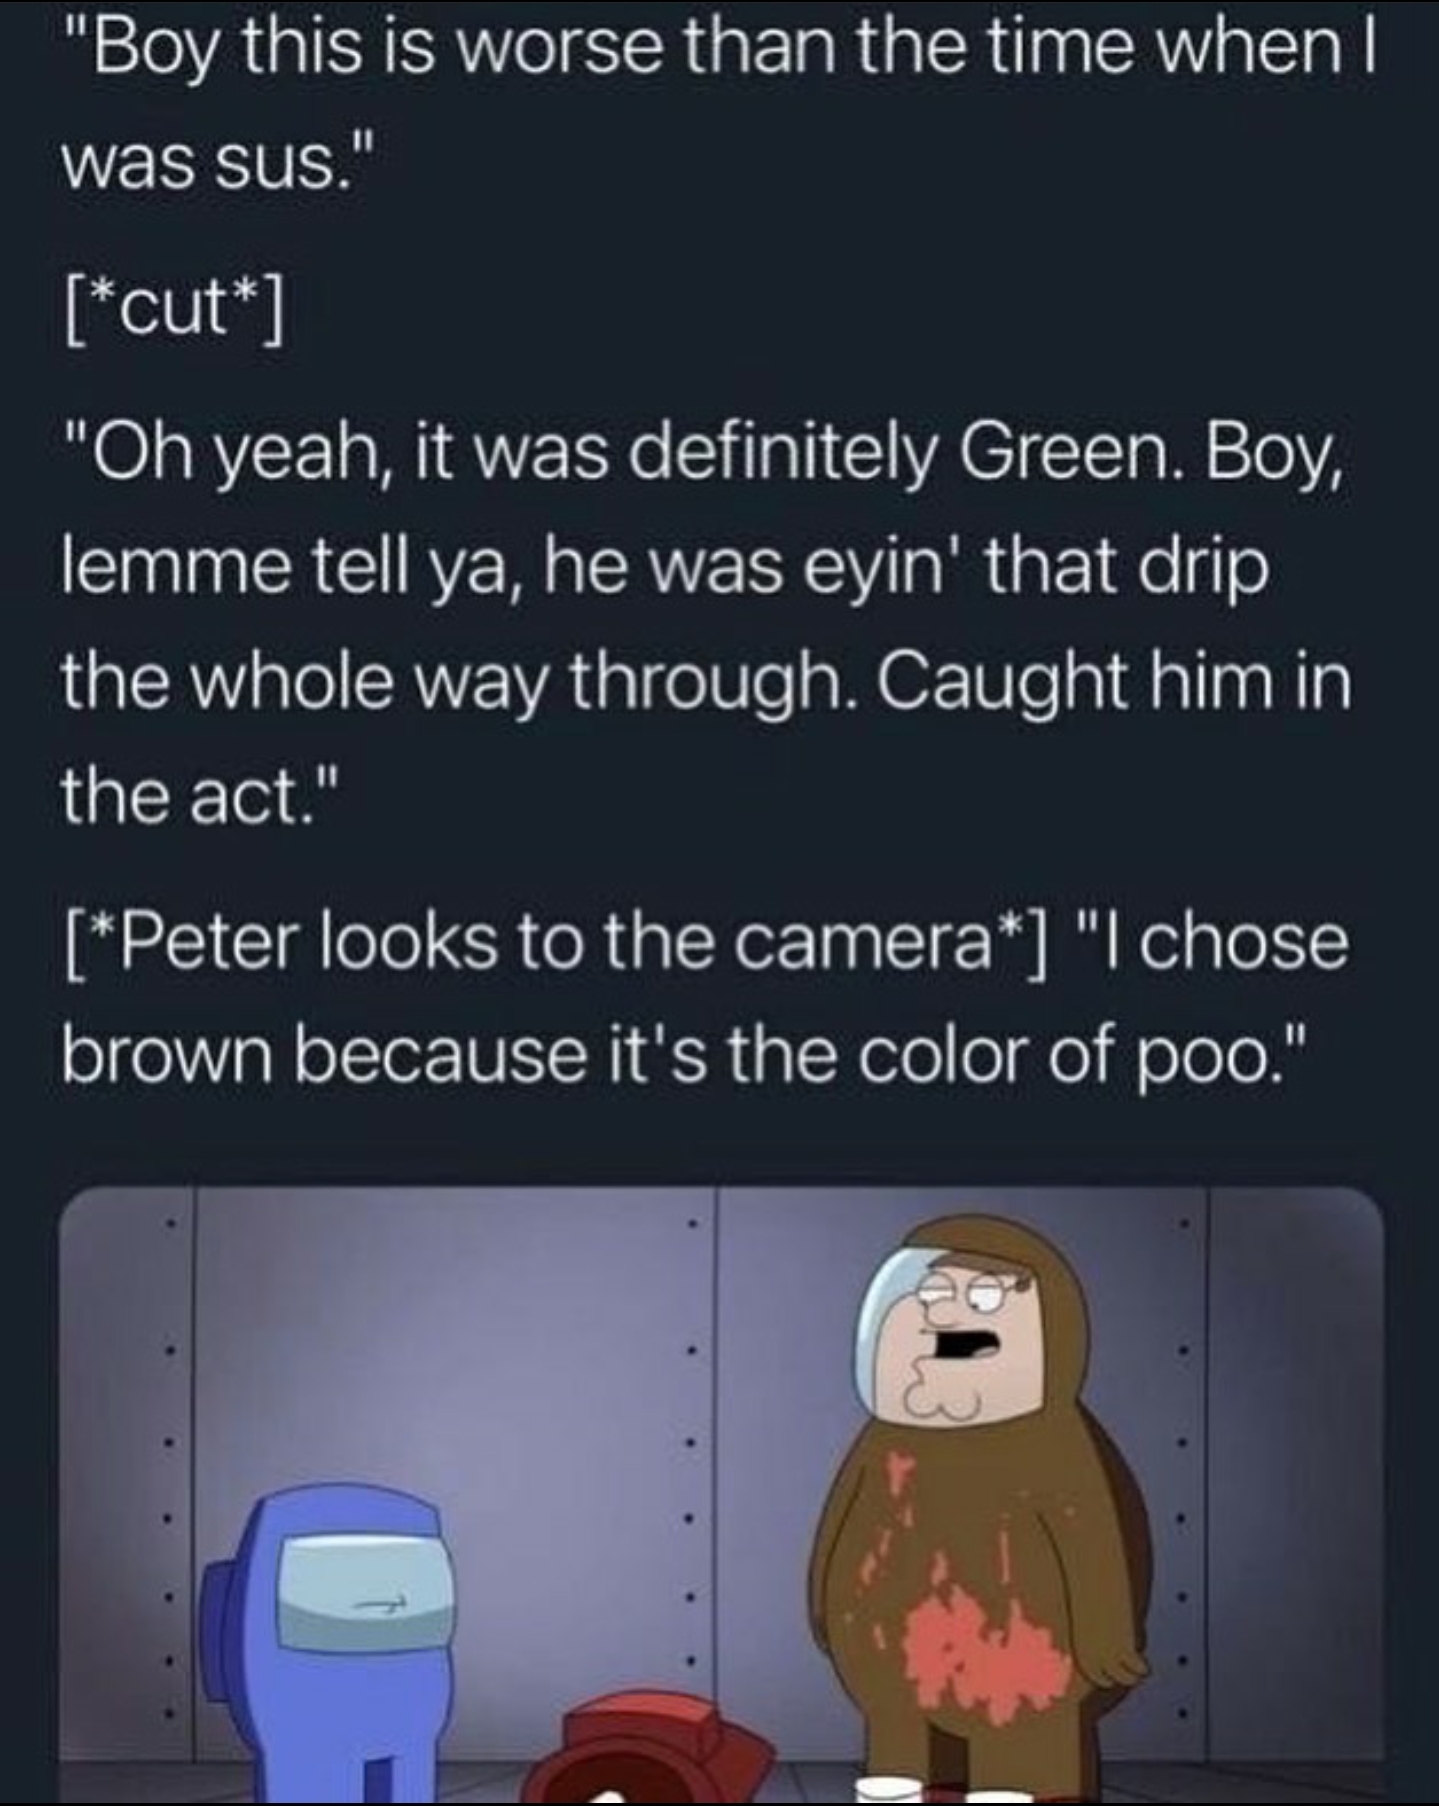 "Boy this is worse than the time when I
was sus."
[*cut*]
"Oh yeah, it was definitely Green. Boy,
lemme tell ya, he was eyin' that drip
the whole way through. Caught him in
the act."
[*Peter looks to the camera*] "I chose
brown because it's the color of poo."